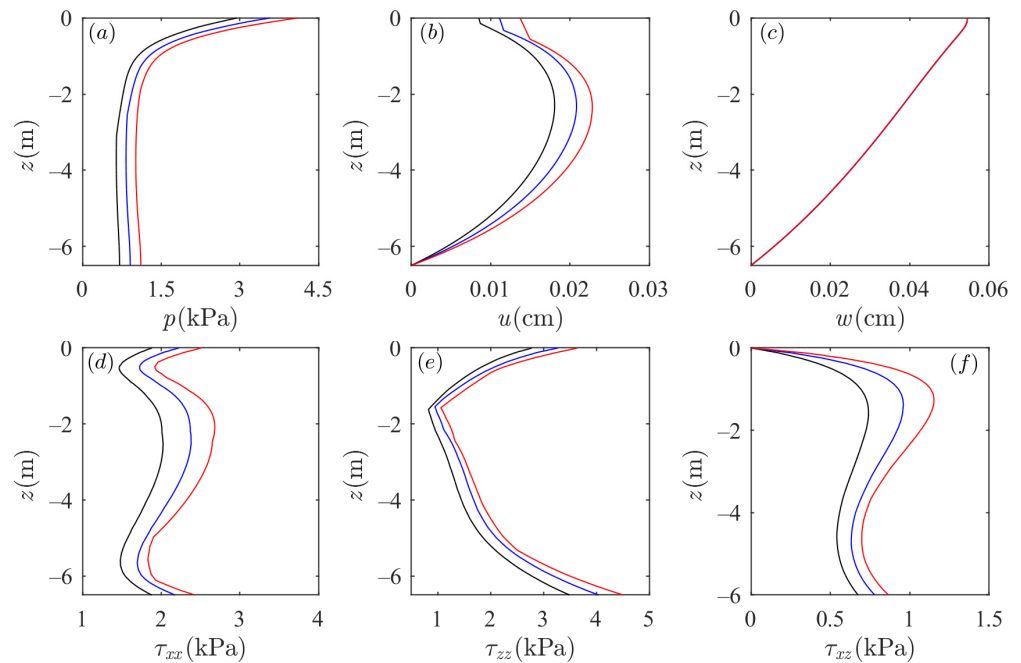 (a)
0
−2
−4
−6
z(m)
0 1.5 3 4.5
p(kPa)
(b)
0
−2
−4
−6
z(m)
0 0.01 0.02 0.03
u(cm)
(c)
0
−2
−4
−6
z(m)
0 0.02 0.04 0.06
w(cm)
(d)
0
−2
−4
−6
z(m)
1 2 3 4
τxx(kPa)
(e)
0
−2
−4
−6
z(m)
1 2 3 4 5
τzz(kPa)
(f)
0
−2
−4
−6
z(m)
0 0.5 1 1.5
τxz(kPa)